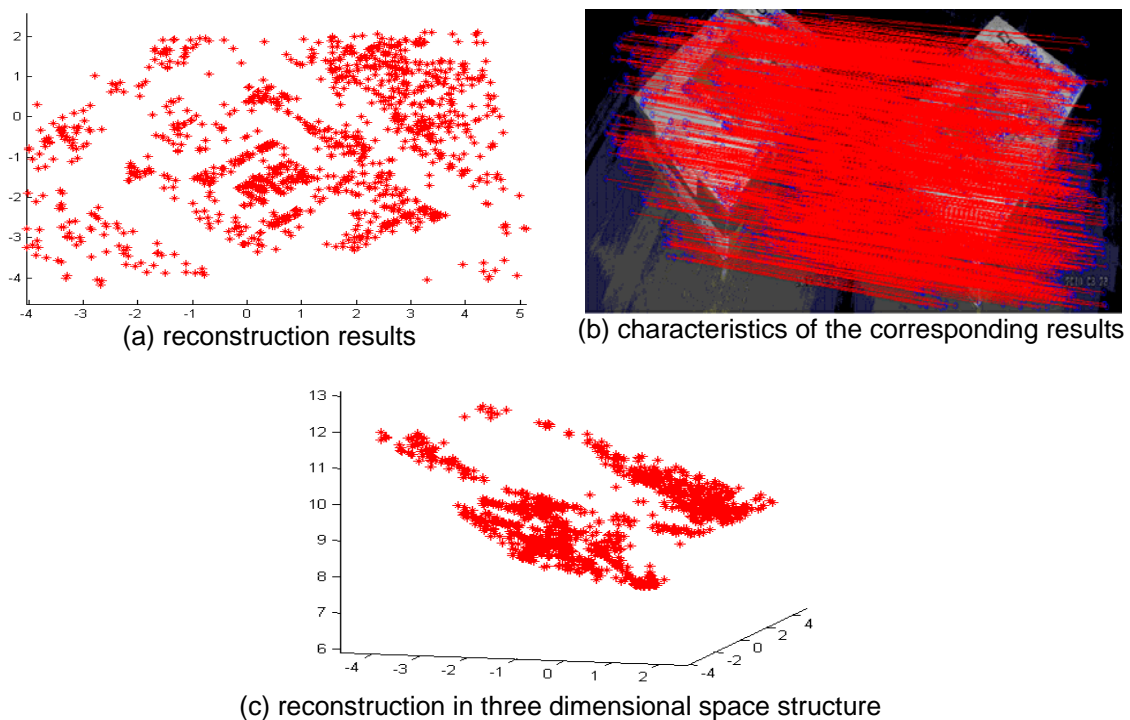 2
1
0
-1
-2
-3
-4
-4 -3 -2 -1 0 1 2 3 4 5
(a) reconstruction results
(b) characteristics of the corresponding results
13
12
11
10
9
8
7
6
-4 -3 -2 -1 0 1 2
-4 -2 0 2 4
(c) reconstruction in three dimensional space structure